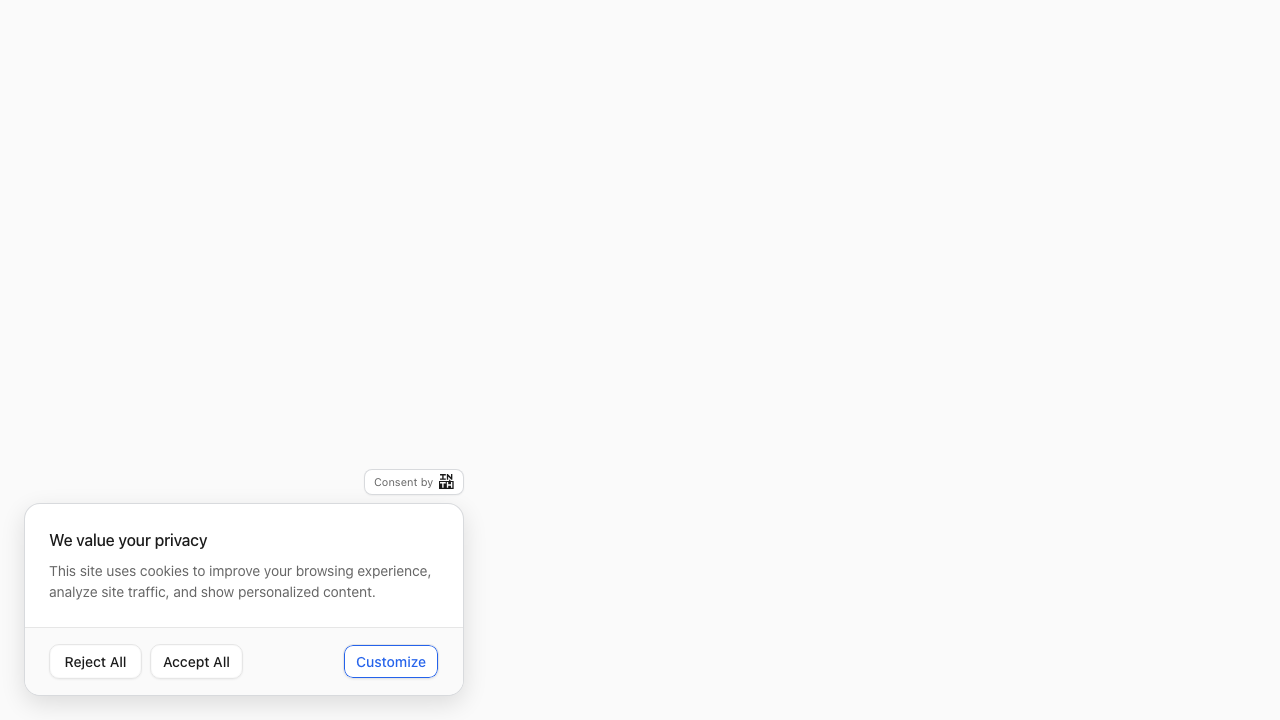 Consent by INTH
We value your privacy
This site uses cookies to improve your browsing experience,
analyze site traffic, and show personalized content.
Reject All
Accept All
Customize